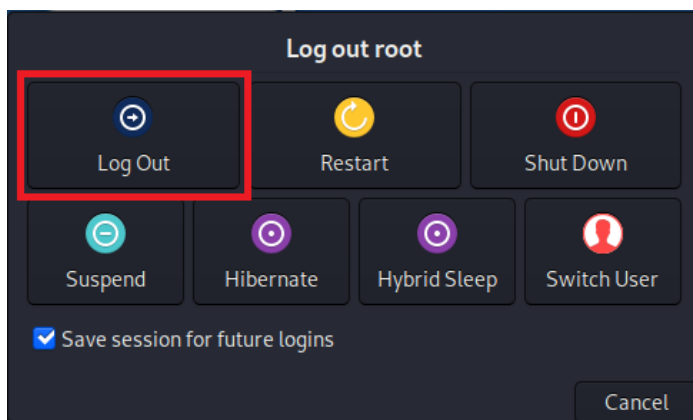 Log out root
Log Out Restart Shut Down
Suspend Hibernate Hybrid Sleep Switch User
Save session for future logins
Cancel